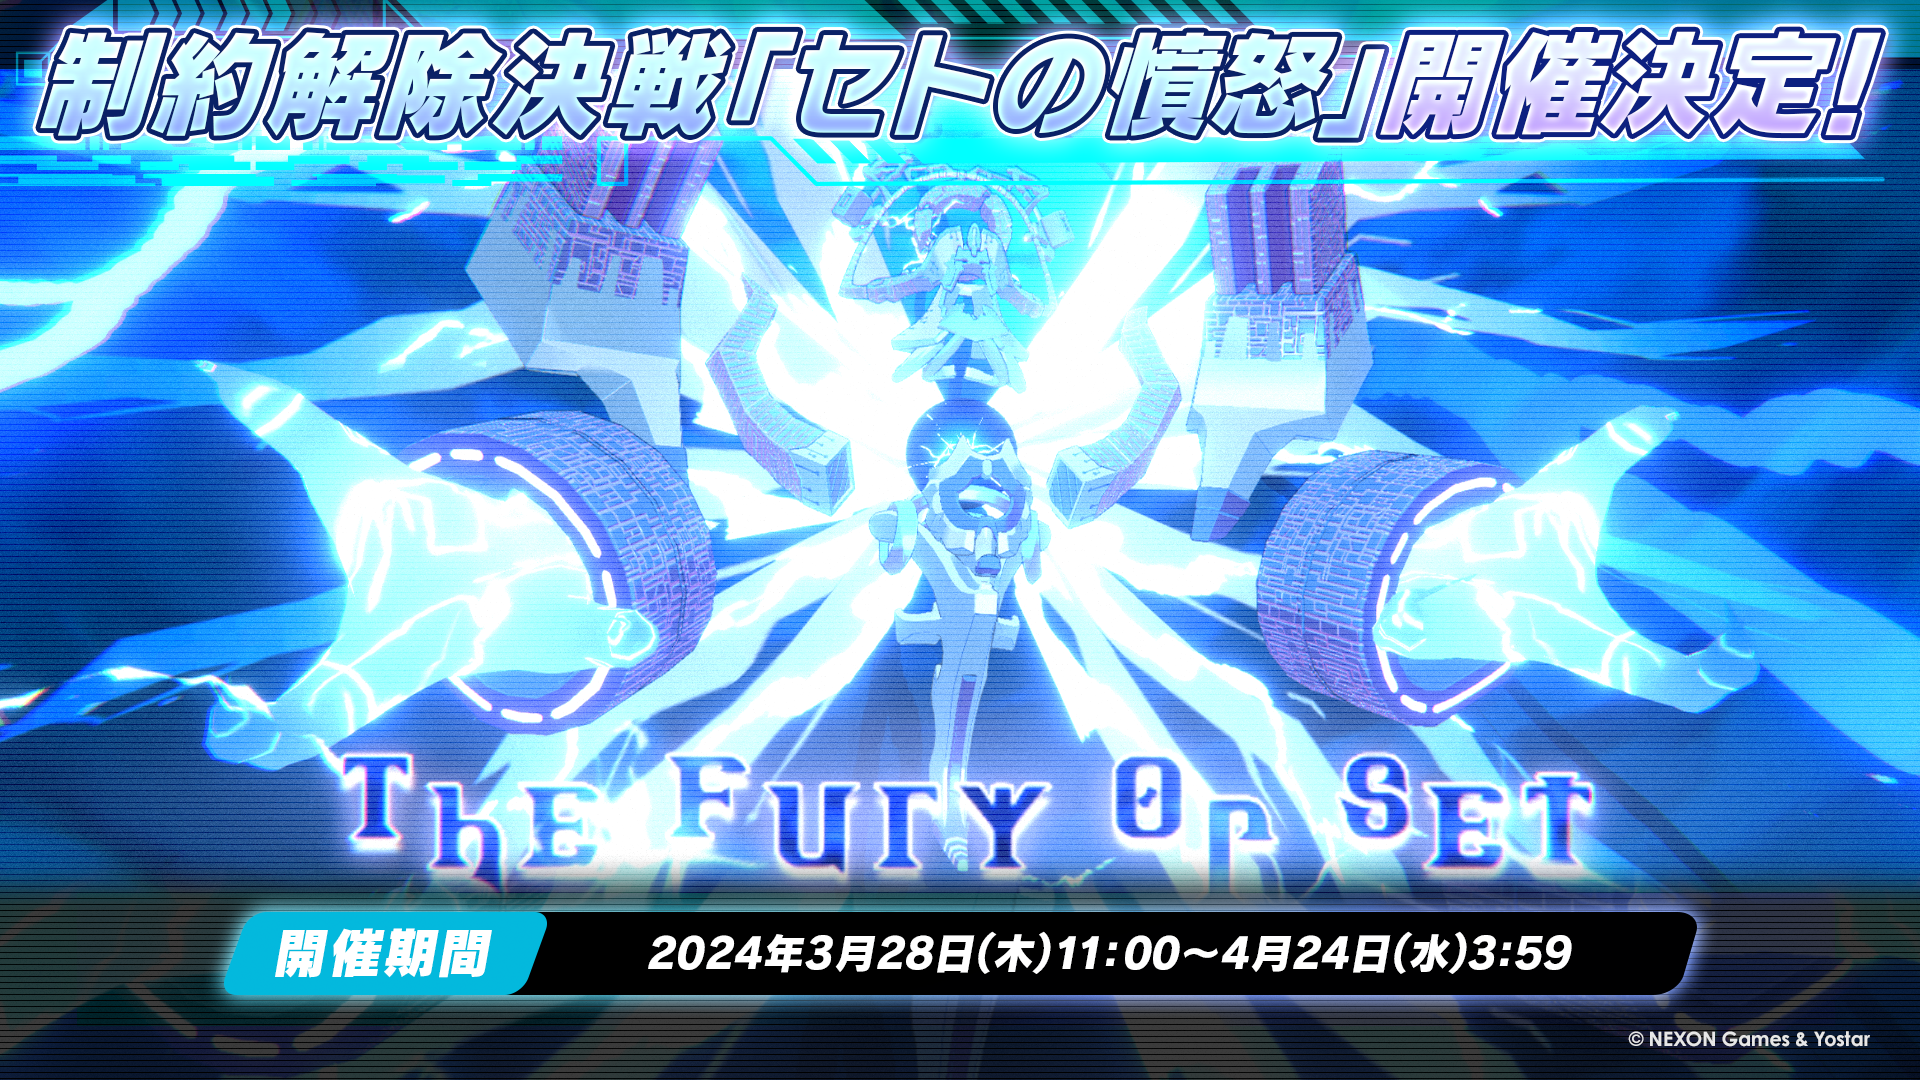 制約解除決戦「セトの憤怒」開催決定!
The Fury Of Set
開催期間
2024年3月28日(木)11:00～4月24日(水)3:59
© NEXON Games & Yostar